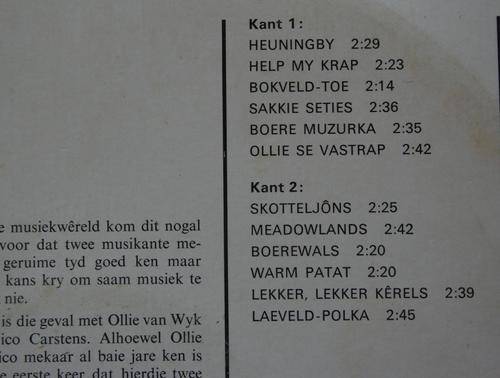 e musiekwêreld kom dit nogal
voor dat twee musikante me-
geruime tyd goed ken maar
kans kry om saam musiek te
nie.
is die geval met Ollie van Wyk
ico Carstens. Alhoewel Ollie
ico mekaar al baie jare ken is
eerste keer dat hierdie twee
Kant 1:
HEUNINGBY 2:29
HELP MY KRAP 2:23
BOKVELD-TOE 2:14
SAKKIE SETIES 2:36
BOERE MUZURKA 2:35
OLLIE SE VASTRAP 2:42
Kant 2:
SKOTTELJÔNS 2:25
MEADOWLANDS 2:42
BOEREWALS 2:20
WARM PATAT 2:20
LEKKER, LEKKER KÊRELS 2:39
LAEVELD-POLKA 2:45